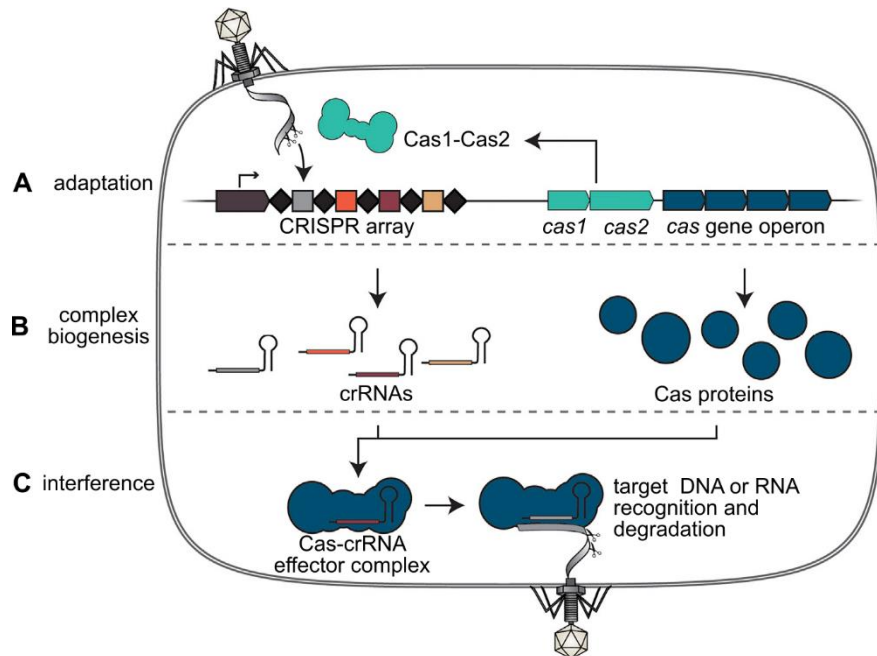 Cas1-Cas2
A adaptation
CRISPR array
cas1 cas2 cas gene operon
B complex
biogenesis
crRNAs
Cas proteins
C interference
Cas-crRNA
effector complex
target DNA or RNA
recognition and
degradation